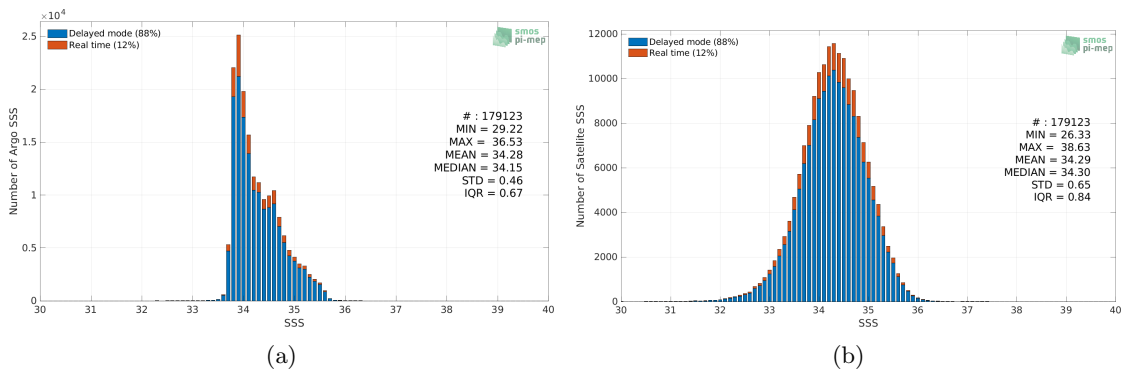 ×10⁴
Delayed mode (88%)
Real time (12%)
smos
pi-mep
# : 179123
MIN = 29.22
MAX = 36.53
MEAN = 34.28
MEDIAN = 34.15
STD = 0.46
IQR = 0.67
Number of Argo SSS
2.5
2
1.5
1
0.5
0
30 31 32 33 34 35 36 37 38 39 40
SSS
(a)
Delayed mode (88%)
Real time (12%)
smos
pi-mep
# : 179123
MIN = 26.33
MAX = 38.63
MEAN = 34.29
MEDIAN = 34.30
STD = 0.65
IQR = 0.84
Number of Satellite SSS
12000
10000
8000
6000
4000
2000
0
30 31 32 33 34 35 36 37 38 39 40
SSS
(b)